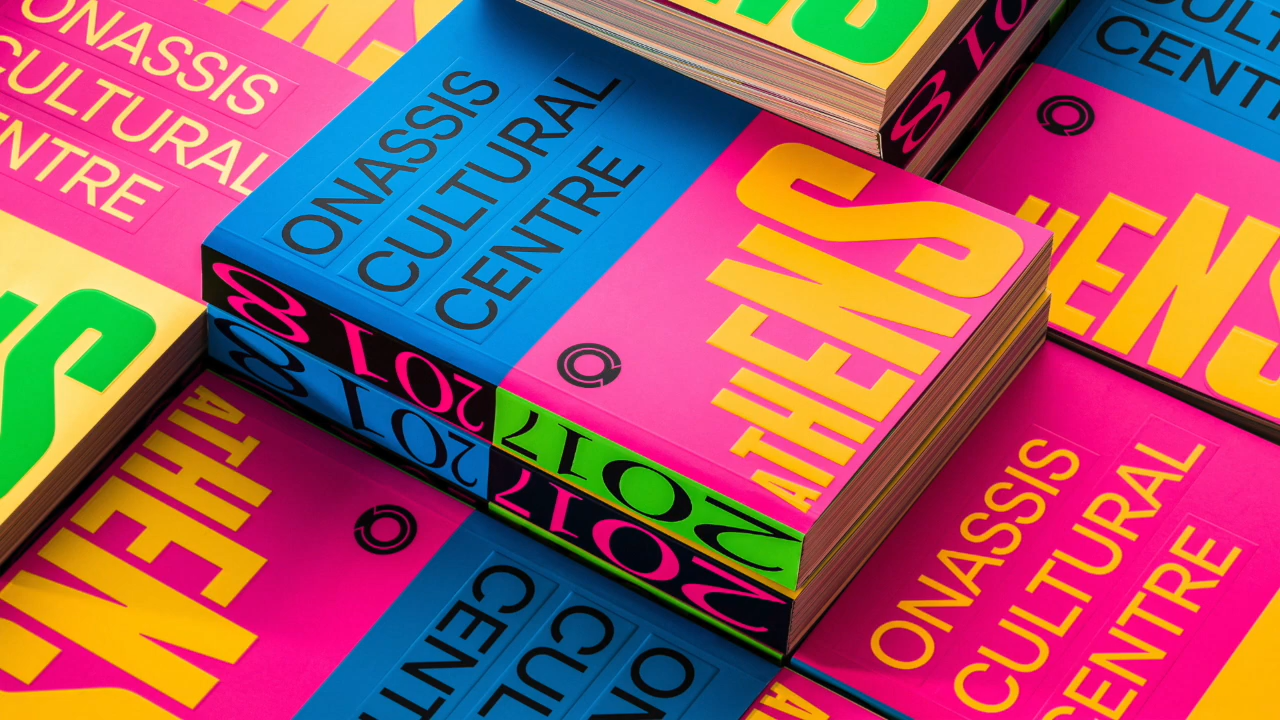 ONASSIS
CULTURAL
CENTRE
ATHENS
2017
2018
2017
2018
ONASSIS
CULTURAL
CENTRE
ONASSIS
CULTURAL
CENTRE
ATHENS